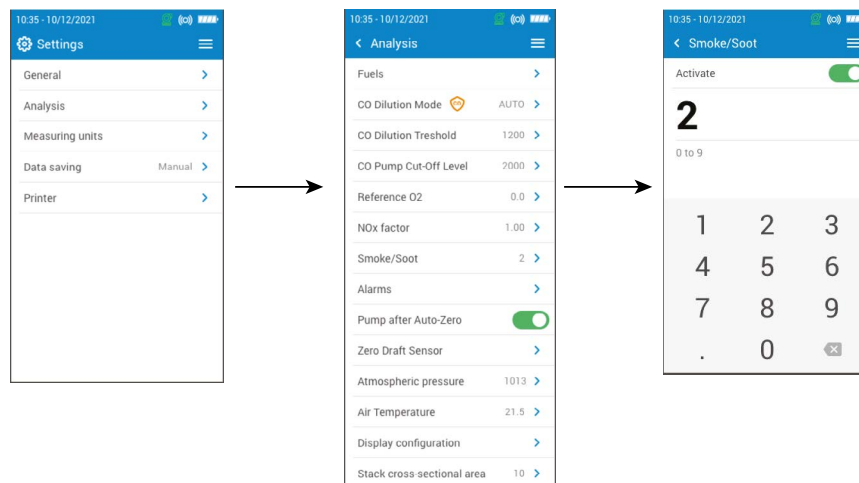 10:35 - 10/12/2021
Settings
General
Analysis
Measuring units
Data saving Manual
Printer
10:35 - 10/12/2021
Analysis
Fuels
CO Dilution Mode AUTO
CO Dilution Treshold 1200
CO Pump Cut-Off Level 2000
Reference O2 0.0
NOx factor 1.00
Smoke/Soot 2
Alarms
Pump after Auto-Zero
Zero Draft Sensor
Atmospheric pressure 1013
Air Temperature 21.5
Display configuration
Stack cross-sectional area 10
10:35 - 10/12/2021
Smoke/Soot
Activate
2
0 to 9
1 2 3
4 5 6
7 8 9
. 0